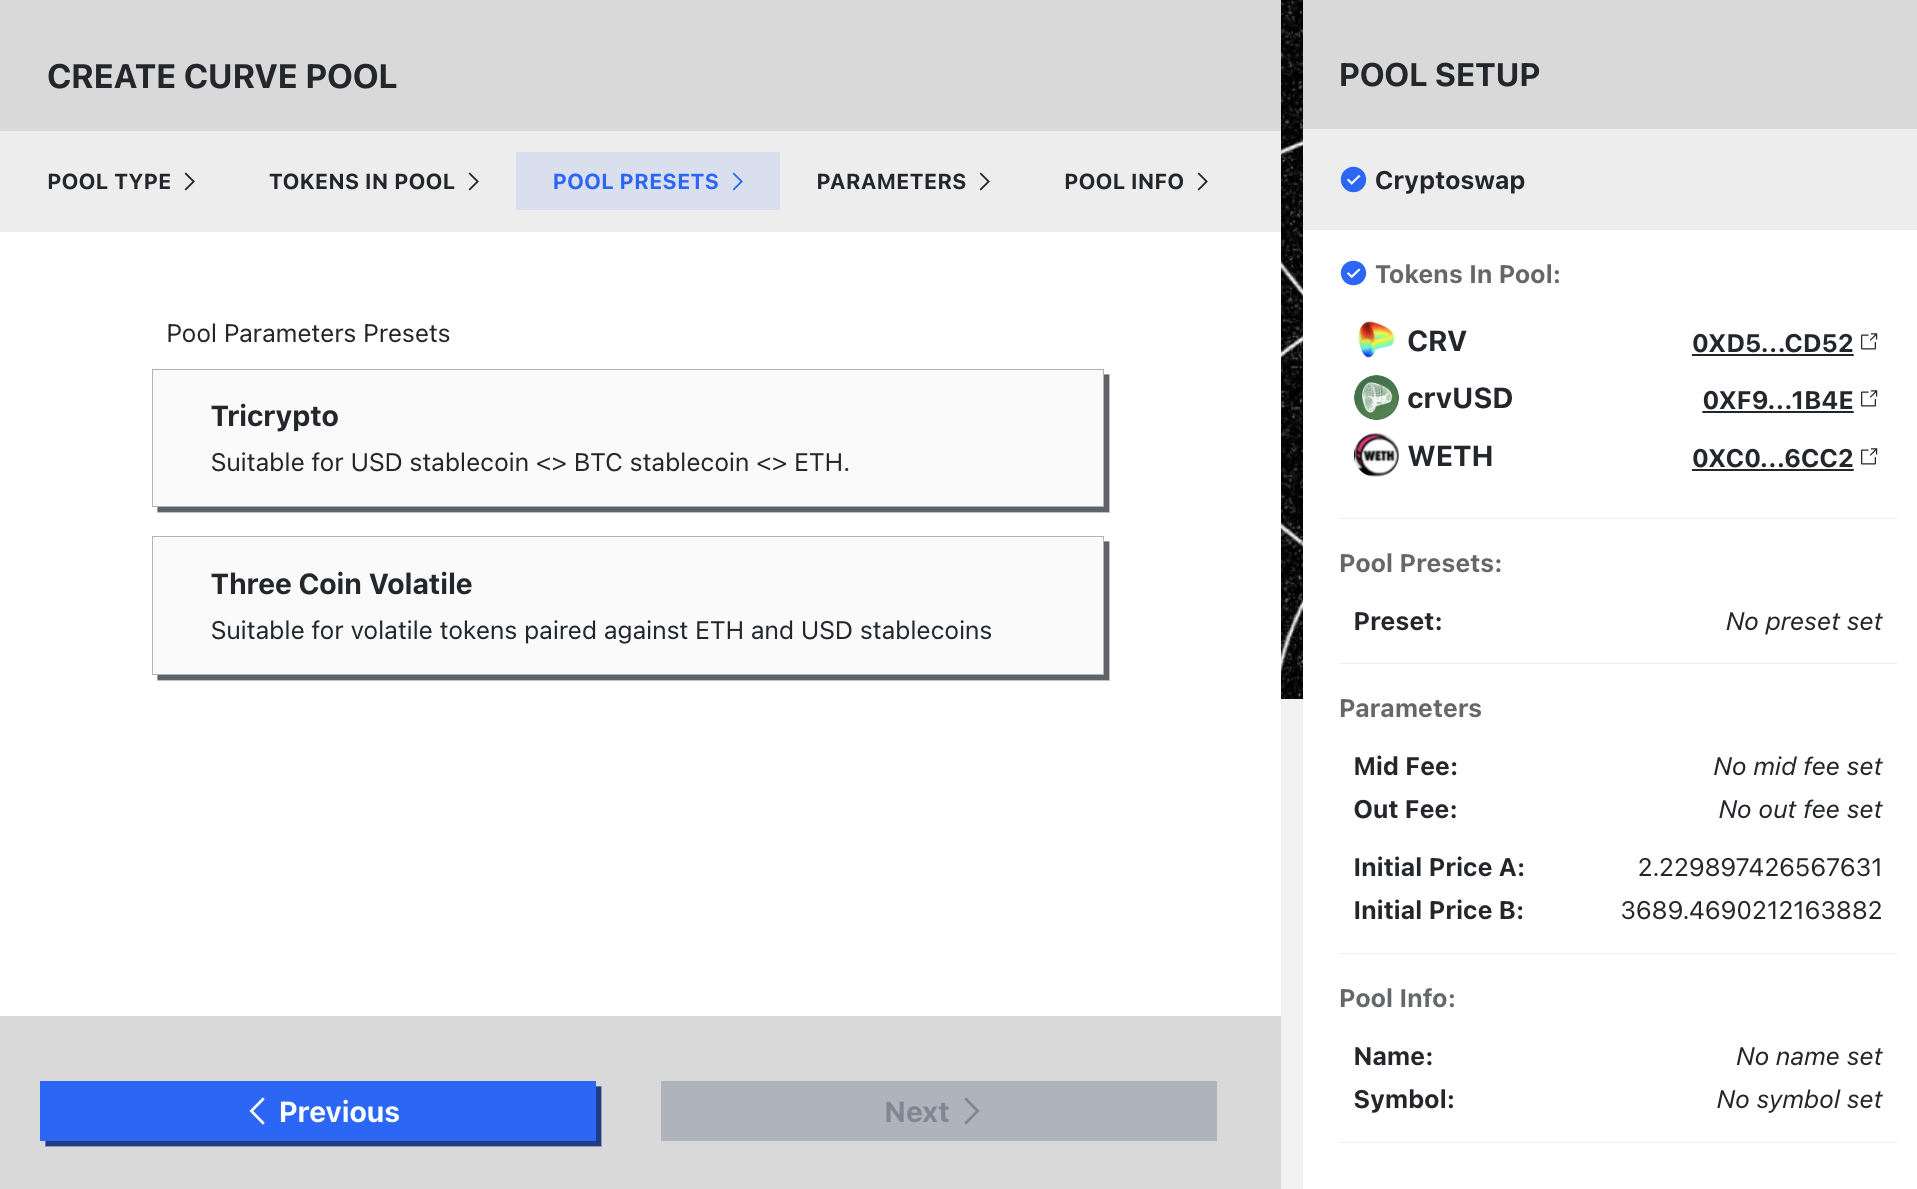 CREATE CURVE POOL
POOL TYPE
TOKENS IN POOL
POOL PRESETS
PARAMETERS
POOL INFO
Pool Parameters Presets
Tricrypto
Suitable for USD stablecoin <> BTC stablecoin <> ETH.
Three Coin Volatile
Suitable for volatile tokens paired against ETH and USD stablecoins
Previous
Next
POOL SETUP
Cryptoswap
Tokens In Pool:
CRV 0XD5...CD52
crvUSD 0XF9...1B4E
WETH WETH 0XC0...6CC2
Pool Presets:
Preset: No preset set
Parameters
Mid Fee: No mid fee set
Out Fee: No out fee set
Initial Price A: 2.229897426567631
Initial Price B: 3689.4690212163882
Pool Info:
Name: No name set
Symbol: No symbol set